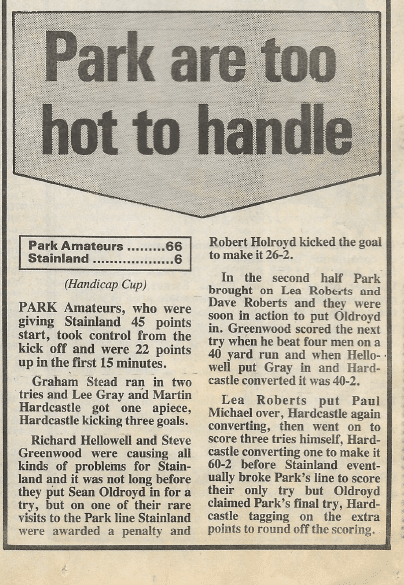 Park are too
hot to handle
Park Amateurs .........66
Stainland ..................6
(Handicap Cup)
PARK Amateurs, who were
giving Stainland 45 points
start, took control from the
kick off and were 22 points
up in the first 15 minutes.
Graham Stead ran in two
tries and Lee Gray and Martin
Hardcastle got one apiece,
Hardcastle kicking three goals.
Richard Hellowell and Steve
Greenwood were causing all
kinds of problems for Stain-
land and it was not long before
they put Sean Oldroyd in for a
try, but on one of their rare
visits to the Park line Stainland
were awarded a penalty and
Robert Holroyd kicked the goal
to make it 26-2.
In the second half Park
brought on Lea Roberts and
Dave Roberts and they were
soon in action to put Oldroyd
in. Greenwood scored the next
try when he beat four men on a
40 yard run and when Hello-
well put Gray in and Hard-
castle converted it was 40-2.
Lea Roberts put Paul
Michael over, Hardcastle again
converting, then went on to
score three tries himself, Hard-
castle converting one to make it
60-2 before Stainland event-
ually broke Park's line to score
their only try but Oldroyd
claimed Park's final try, Hard-
castle tagging on the extra
points to round off the scoring.